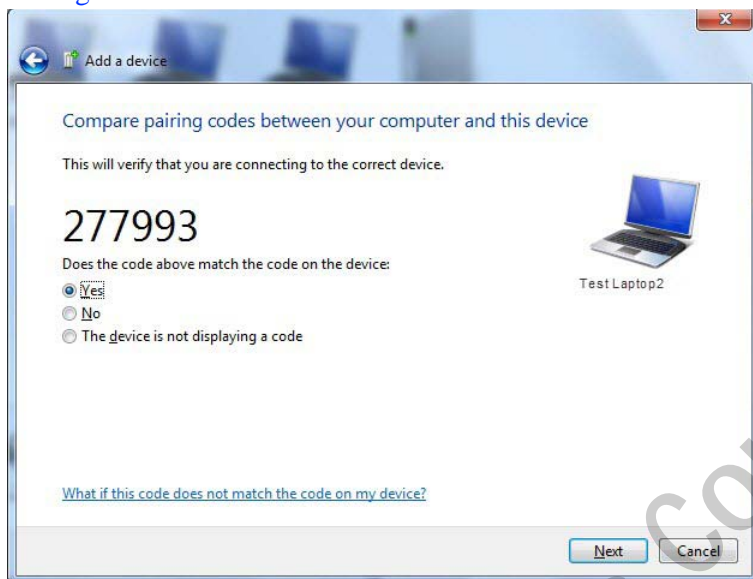 Add a device
Compare pairing codes between your computer and this device
This will verify that you are connecting to the correct device.
277993
Does the code above match the code on the device:
Yes
No
The device is not displaying a code
Test Laptop2
What if this code does not match the code on my device?
Next Cancel